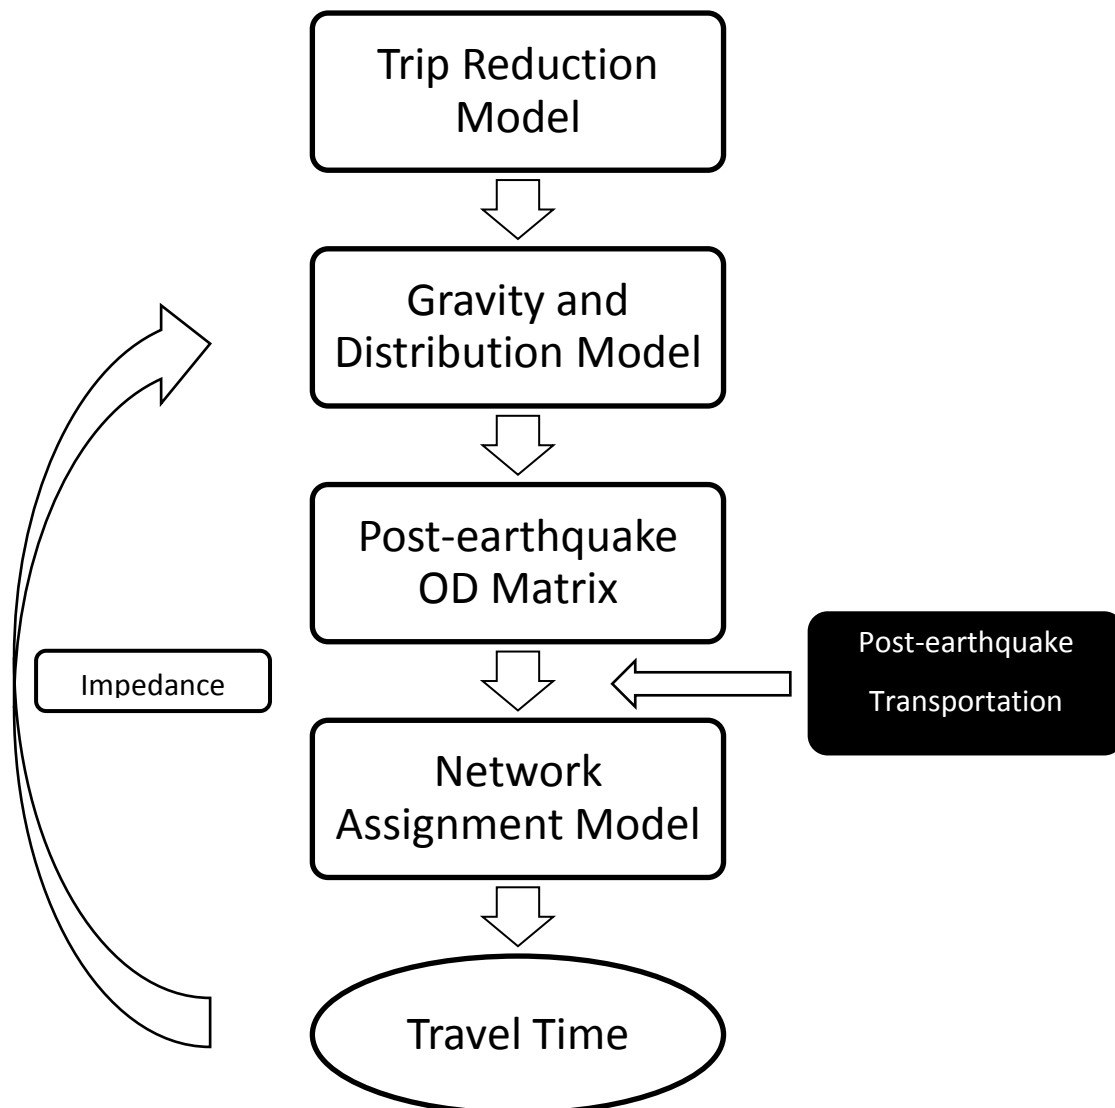 Trip Reduction
Model
Gravity and
Distribution Model
Post-earthquake
OD Matrix
Impedance
Post-earthquake
Transportation
Network
Assignment Model
Travel Time